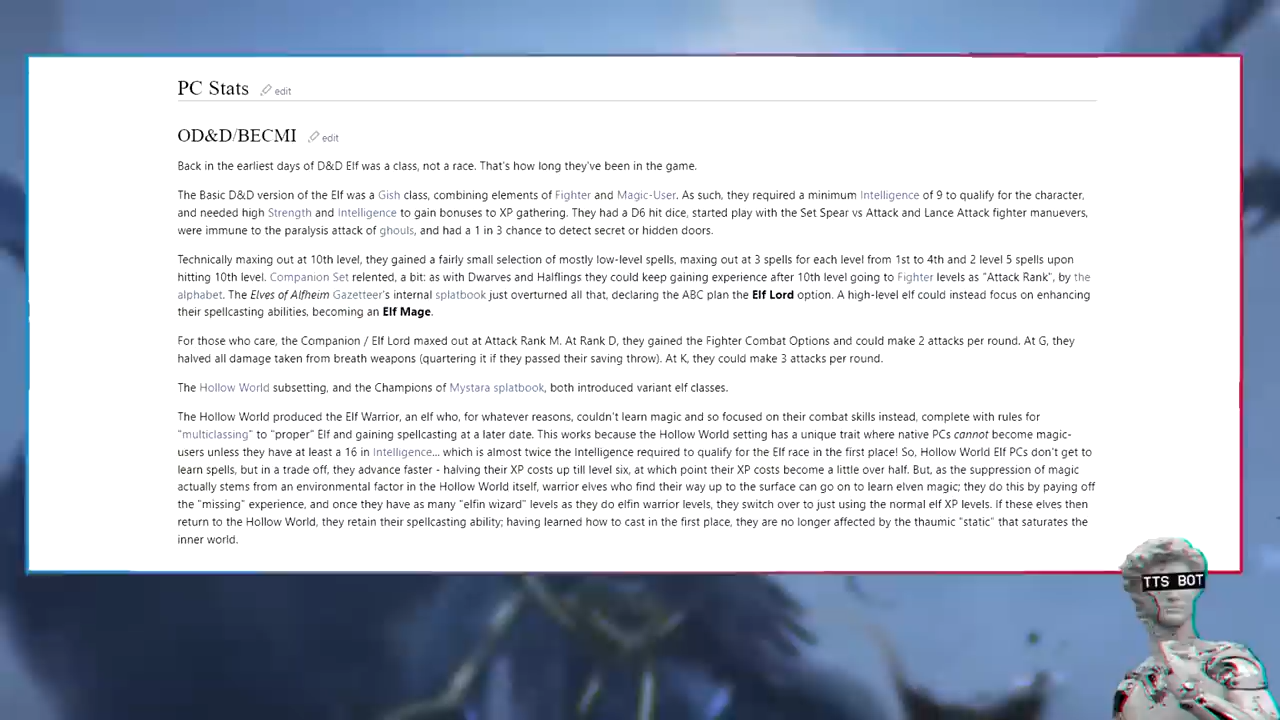 PC Stats edit
OD&D/BECMI edit
Back in the earliest days of D&D Elf was a class, not a race. That's how long they've been in the game.
The Basic D&D version of the Elf was a Gish class, combining elements of Fighter and Magic-User. As such, they required a minimum Intelligence of 9 to qualify for the character,
and needed high Strength and Intelligence to gain bonuses to XP gathering. They had a D6 hit dice, started play with the Set Spear vs Attack and Lance Attack fighter manuevers,
were immune to the paralysis attack of ghouls, and had a 1 in 3 chance to detect secret or hidden doors.
Technically maxing out at 10th level, they gained a fairly small selection of mostly low-level spells, maxing out at 3 spells for each level from 1st to 4th and 2 level 5 spells upon
hitting 10th level. Companion Set relented, a bit: as with Dwarves and Halflings they could keep gaining experience after 10th level going to Fighter levels as "Attack Rank", by the
alphabet. The Elves of Alfheim Gazetteer's internal splatbook just overturned all that, declaring the ABC plan the Elf Lord option. A high-level elf could instead focus on enhancing
their spellcasting abilities, becoming an Elf Mage.
For those who care, the Companion / Elf Lord maxed out at Attack Rank M. At Rank D, they gained the Fighter Combat Options and could make 2 attacks per round. At G, they
halved all damage taken from breath weapons (quartering it if they passed their saving throw). At K, they could make 3 attacks per round.
The Hollow World subsetting, and the Champions of Mystara splatbook, both introduced variant elf classes.
The Hollow World produced the Elf Warrior, an elf who, for whatever reasons, couldn't learn magic and so focused on their combat skills instead, complete with rules for
"multiclassing" to "proper" Elf and gaining spellcasting at a later date. This works because the Hollow World setting has a unique trait where native PCs cannot become magic-
users unless they have at least a 16 in Intelligence... which is almost twice the Intelligence required to qualify for the Elf race in the first place! So, Hollow World Elf PCs don't get to
learn spells, but in a trade off, they advance faster - halving their XP costs up till level six, at which point their XP costs become a little over half. But, as the suppression of magic
actually stems from an environmental factor in the Hollow World itself, warrior elves who find their way up to the surface can go on to learn elven magic; they do this by paying off
the "missing" experience, and once they have as many "elfin wizard" levels as they do elfin warrior levels, they switch over to just using the normal elf XP levels. If these elves then
return to the Hollow World, they retain their spellcasting ability; having learned how to cast in the first place, they are no longer affected by the thaumic "static" that saturates the
inner world.
TTS BOT